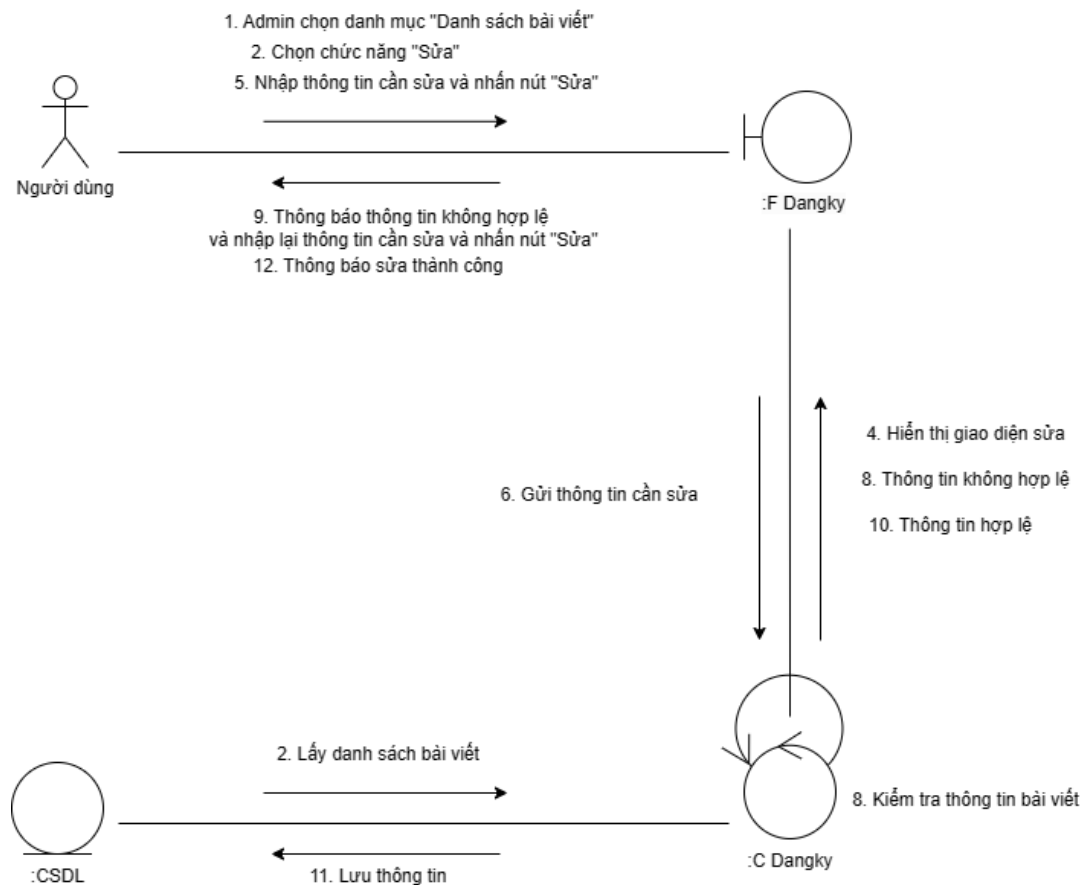 1. Admin chọn danh mục "Danh sách bài viết"
2. Chọn chức năng "Sửa"
5. Nhập thông tin cần sửa và nhấn nút "Sửa"
Người dùng
:F Dangky
9. Thông báo thông tin không hợp lệ
và nhập lại thông tin cần sửa và nhấn nút "Sửa"
12. Thông báo sửa thành công
4. Hiển thị giao diện sửa
8. Thông tin không hợp lệ
6. Gửi thông tin cần sửa
10. Thông tin hợp lệ
2. Lấy danh sách bài viết
8. Kiểm tra thông tin bài viết
:CSDL
11. Lưu thông tin
:C Dangky